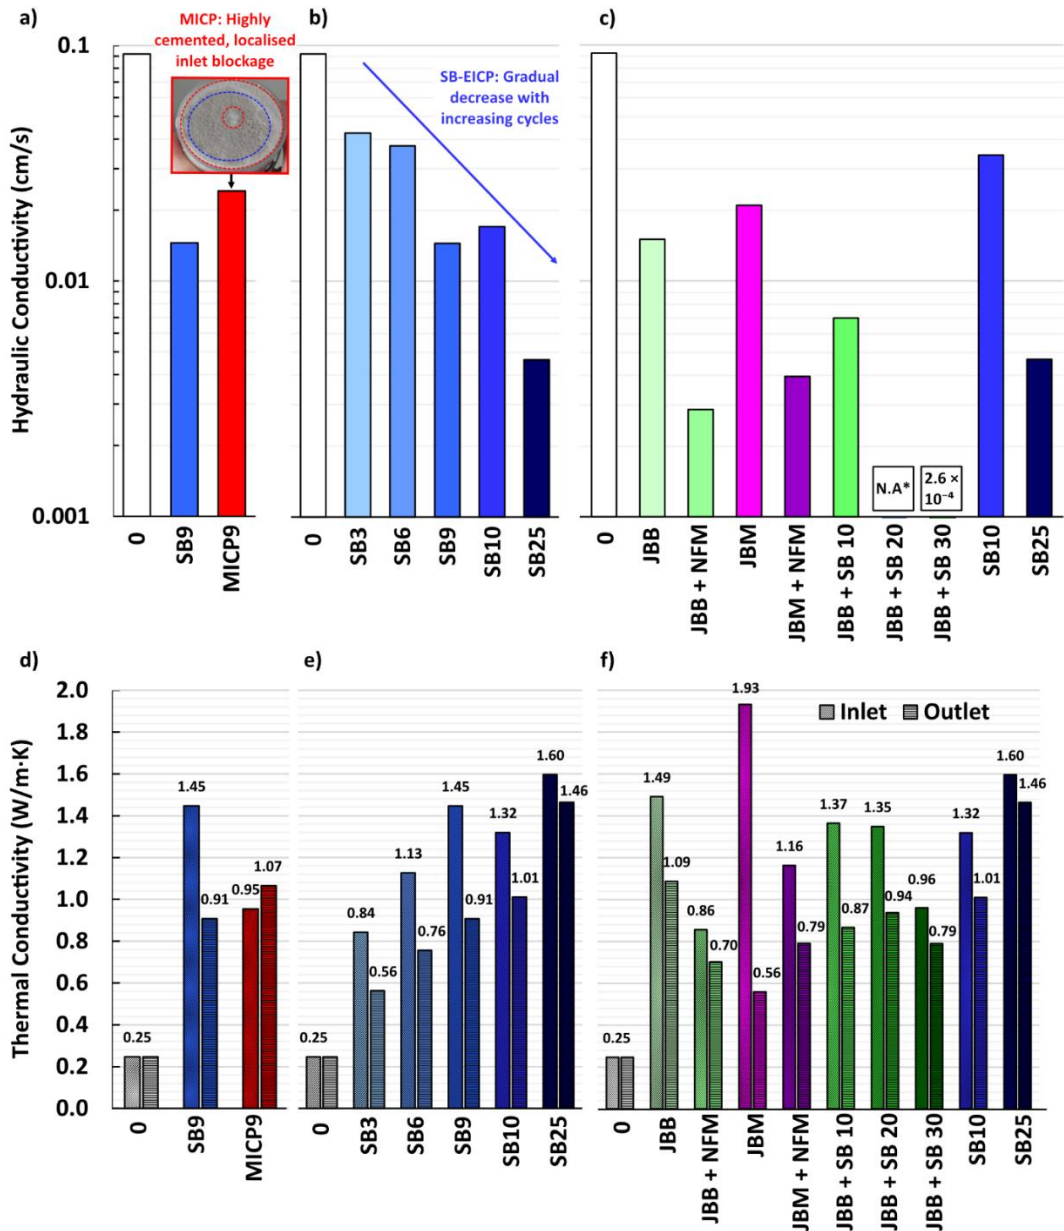 a)
MICP: Highly
cemented, localised
inlet blockage
b)
SB-EICP: Gradual
decrease with
increasing cycles
c)
Hydraulic Conductivity (cm/s)
0.1
0.01
0.001
N.A*
2.6 ×
10⁻⁴
0
SB9
MICP9
0
SB3
SB6
SB9
SB10
SB25
0
JBB
JBB + NFM
JBM
JBM + NFM
JBB + SB 10
JBB + SB 20
JBB + SB 30
SB10
SB25
d)
e)
f)
Thermal Conductivity (W/m·K)
2.0
1.8
1.6
1.4
1.2
1.0
0.8
0.6
0.4
0.2
0.0
0.25
1.45
0.91
0.95
1.07
0
SB9
MICP9
0.25
0.84
0.56
1.13
0.76
1.45
0.91
1.32
1.01
1.60
1.46
0
SB3
SB6
SB9
SB10
SB25
Inlet
Outlet
0.25
1.49
1.09
0.86
0.70
1.93
0.56
1.16
0.79
1.37
0.87
1.35
0.94
0.96
0.79
1.32
1.01
1.60
1.46
0
JBB
JBB + NFM
JBM
JBM + NFM
JBB + SB 10
JBB + SB 20
JBB + SB 30
SB10
SB25